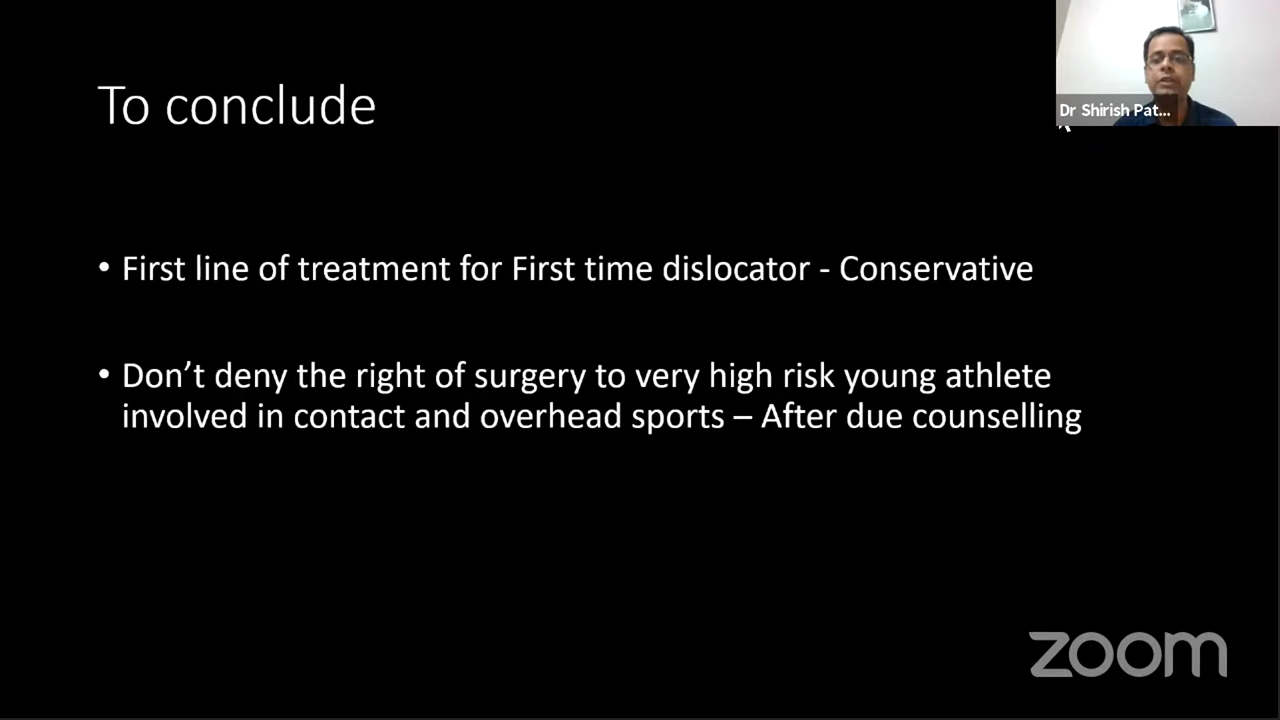 To conclude
Dr Shirish Pat...
• First line of treatment for First time dislocator - Conservative
• Don’t deny the right of surgery to very high risk young athlete
involved in contact and overhead sports – After due counselling
zoom